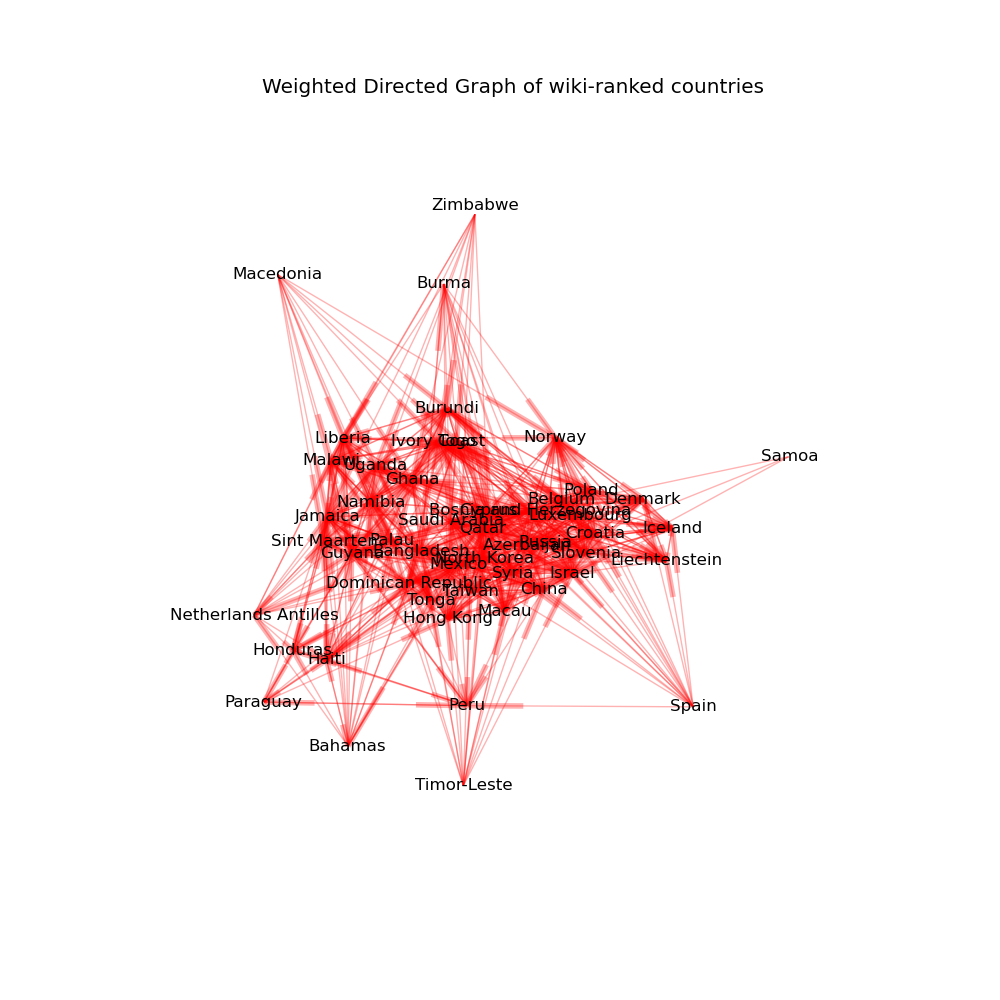 Weighted Directed Graph of wiki-ranked countries
Zimbabwe
Macedonia
Burma
Burundi
Liberia
Ivory Coast
Togo
Norway
Malawi
Uganda
Samoa
Ghana
Poland
Namibia
Belgium
Denmark
Bosnia and Herzegovina
Cyprus
Jamaica
Luxembourg
Saudi Arabia
Qatar
Iceland
Croatia
Sint Maarten
Palau
Russia
Azerbaijan
Guyana
Bangladesh
Slovenia
North Korea
Liechtenstein
Mexico
Syria
Israel
Dominican Republic
Taiwan
China
Tonga
Macau
Netherlands Antilles
Hong Kong
Honduras
Haiti
Paraguay
Peru
Spain
Bahamas
Timor-Leste